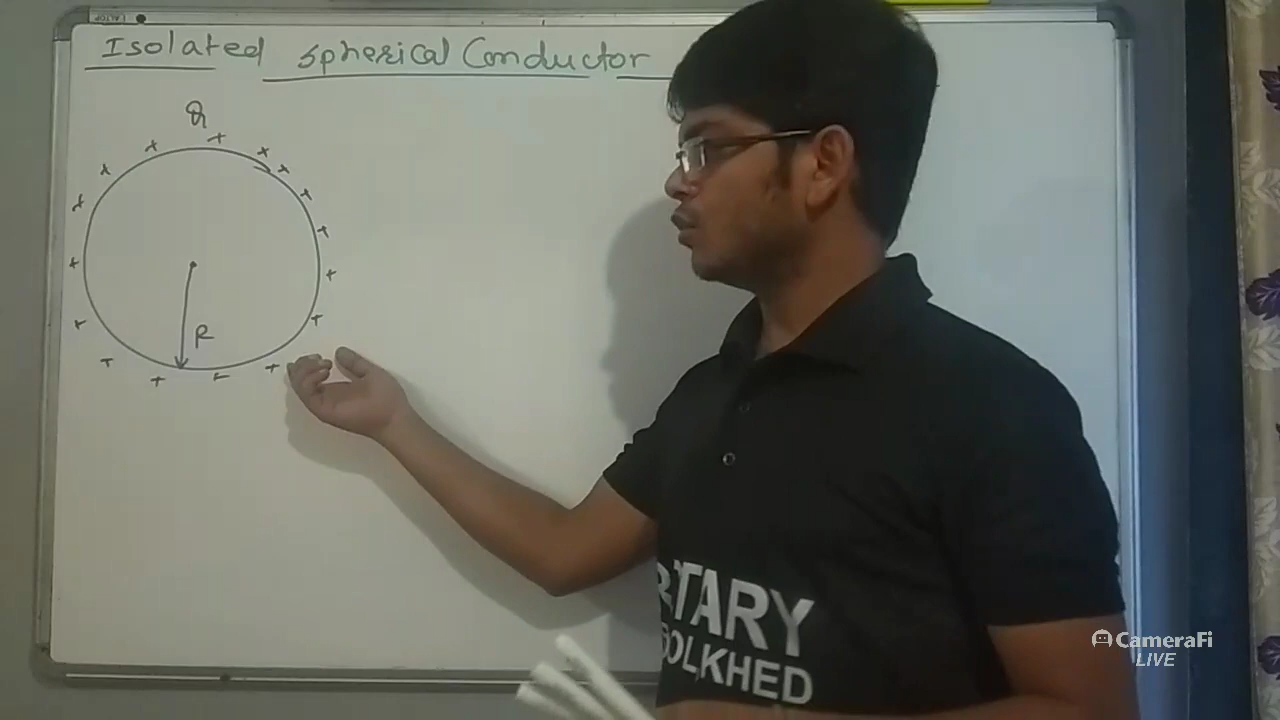 Isolated Spherical Conductor
Q
R
TARY
OLKHED
CameraFi
LIVE